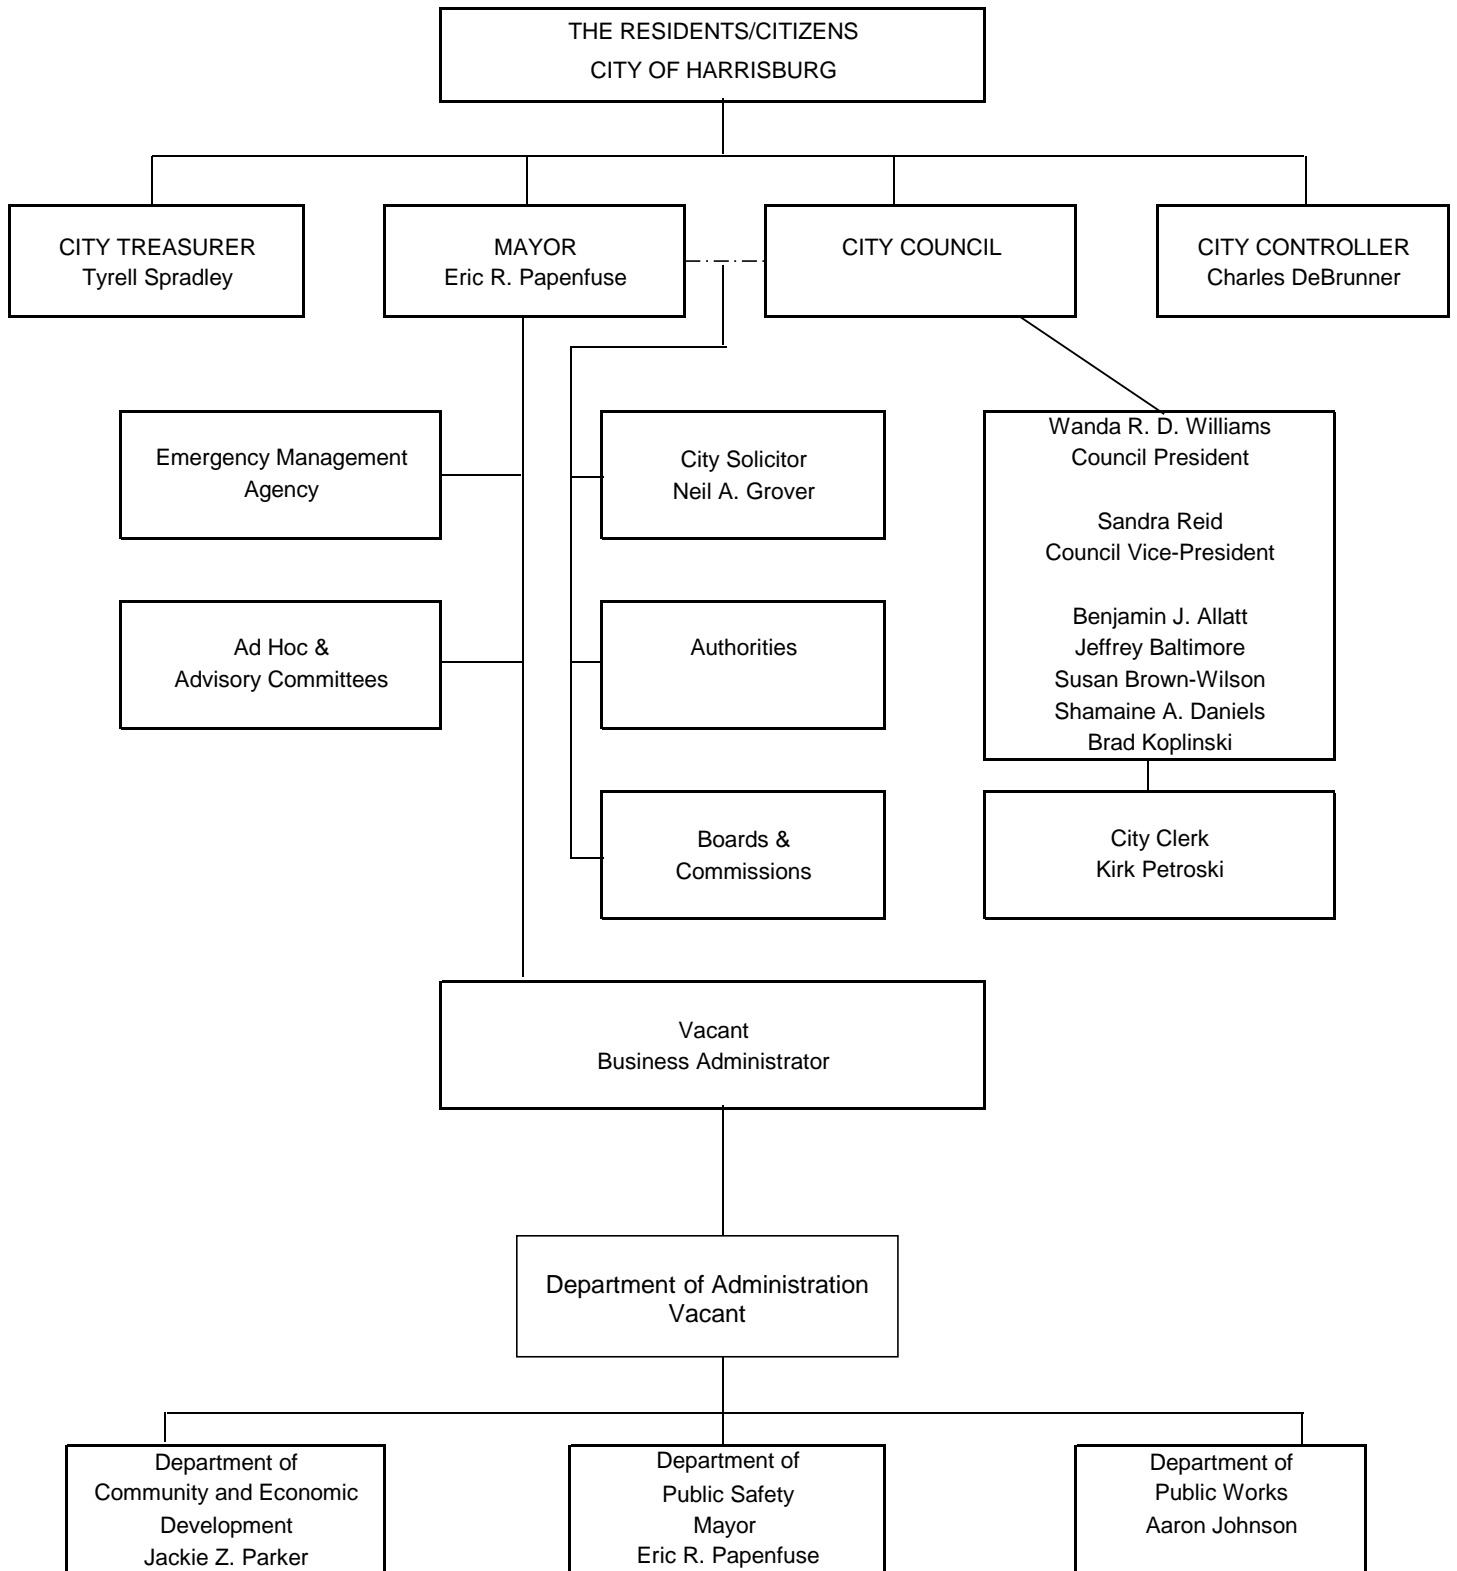 THE RESIDENTS/CITIZENS
CITY OF HARRISBURG
CITY TREASURER
Tyrell Spradley
MAYOR
Eric R. Papenfuse
CITY COUNCIL
CITY CONTROLLER
Charles DeBrunner
Emergency Management
Agency
City Solicitor
Neil A. Grover
Wanda R. D. Williams
Council President
Sandra Reid
Council Vice-President
Benjamin J. Allatt
Jeffrey Baltimore
Susan Brown-Wilson
Shamaine A. Daniels
Brad Koplinski
Ad Hoc &
Advisory Committees
Authorities
Boards &
Commissions
City Clerk
Kirk Petroski
Vacant
Business Administrator
Department of Administration
Vacant
Department of
Community and Economic
Development
Jackie Z. Parker
Department of
Public Safety
Mayor
Eric R. Papenfuse
Department of
Public Works
Aaron Johnson